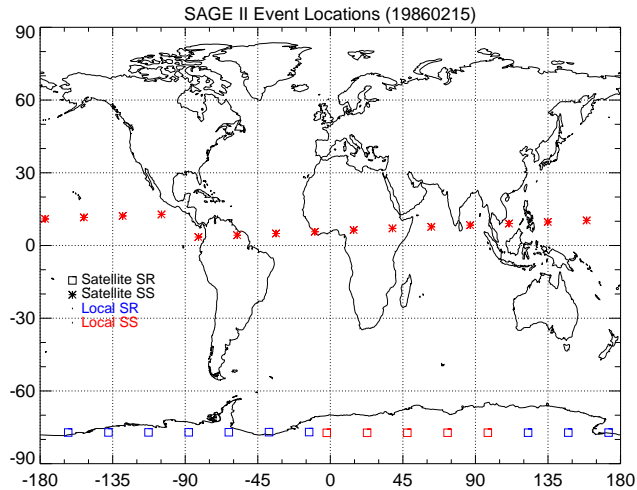 SAGE II Event Locations (19860215)
90
60
30
0
-30
-60
-90
Satellite SR
Satellite SS
Local SR
Local SS
-180 -135 -90 -45 0 45 90 135 180